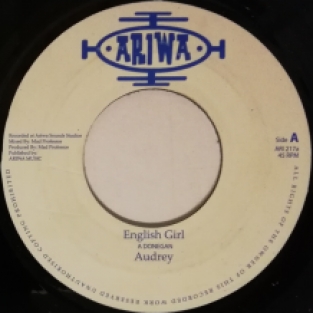 ARIWA
Recorded at Ariwa Sounds Studios
Mixed By: Mad Professor
Produced By: Mad Professor
Published by
ARIWA MUSIC
Side A
ARI 217a
45 RPM
English Girl
A DONEGAN
Audrey
ALL RIGHTS OF THE OWNER OF THIS RECORDED WORK RESERVED UNAUTHORISED COPYING PROHIBITED